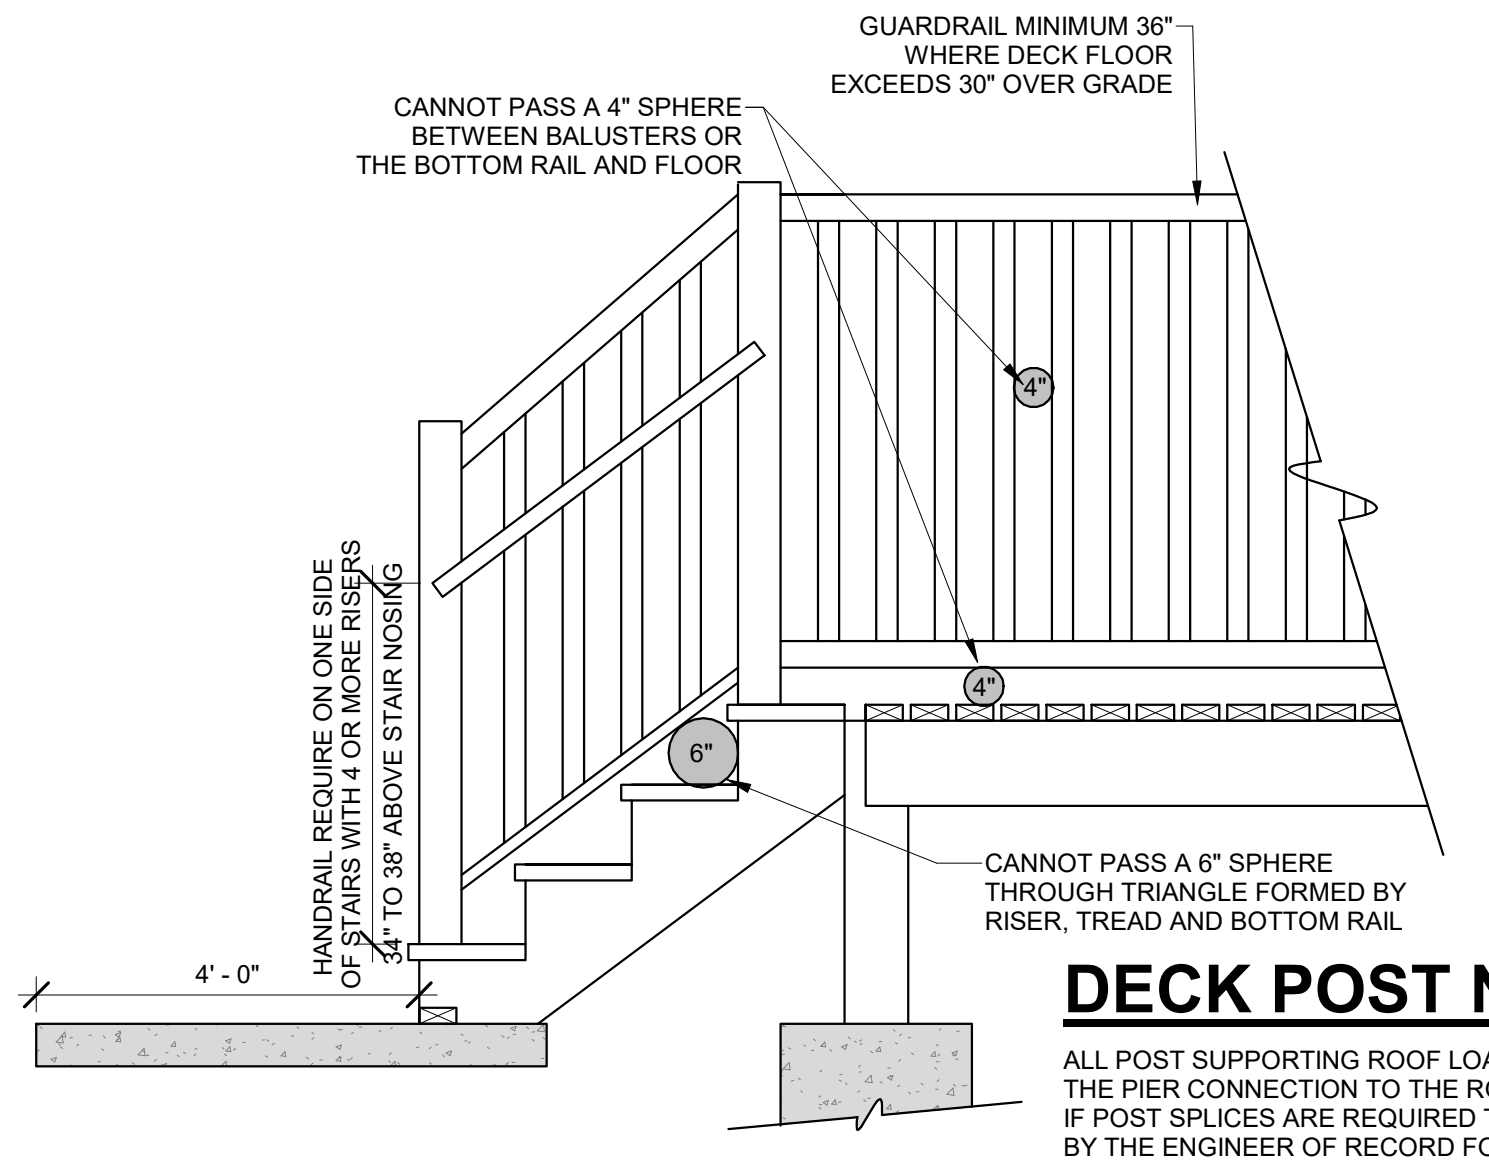 GUARDRAIL MINIMUM 36"
WHERE DECK FLOOR
EXCEEDS 30" OVER GRADE
CANNOT PASS A 4" SPHERE
BETWEEN BALUSTERS OR
THE BOTTOM RAIL AND FLOOR
4"
4"
6"
HANDRAIL REQUIRE ON ONE SIDE
OF STAIRS WITH 4 OR MORE RISERS
34" TO 38" ABOVE STAIR NOSING
CANNOT PASS A 6" SPHERE
THROUGH TRIANGLE FORMED BY
RISER, TREAD AND BOTTOM RAIL
4' - 0"
DECK POST
ALL POST SUPPORTING ROOF
THE PIER CONNECTION TO THE
IF POST SPLICES ARE REQUIRED
BY THE ENGINEER OF RECORD